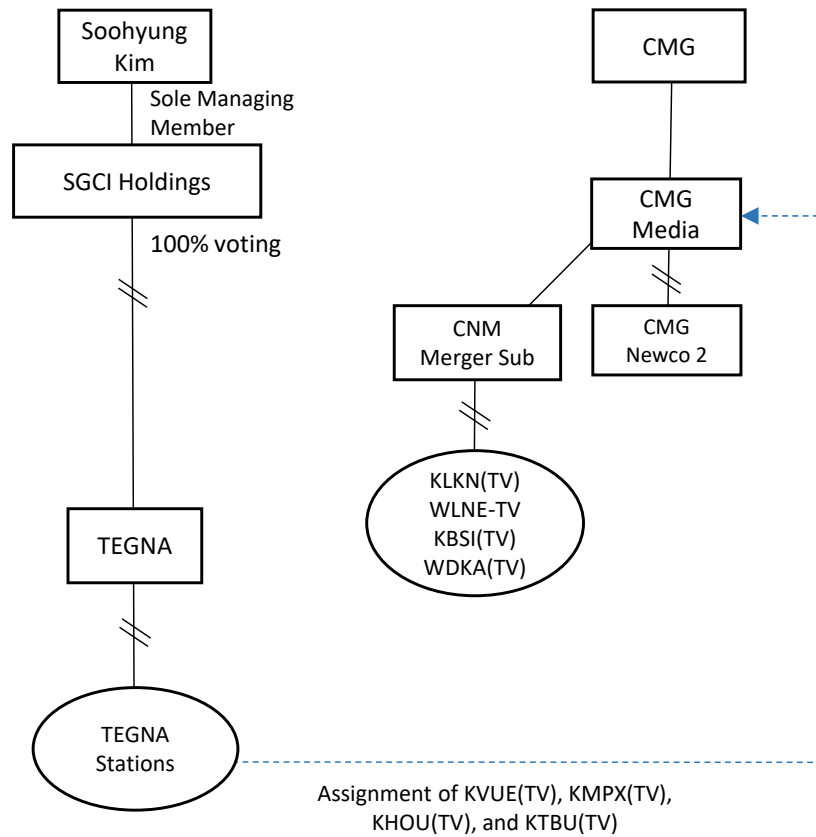 Soohyung
Kim
Sole Managing
Member
SGCI Holdings
100% voting
TEGNA
TEGNA
Stations
CMG
CMG
Media
CNM
Merger Sub
CMG
Newco 2
KLKN(TV)
WLNE-TV
KBSI(TV)
WDKA(TV)
Assignment of KVUE(TV), KMPX(TV),
KHOU(TV), and KTBU(TV)